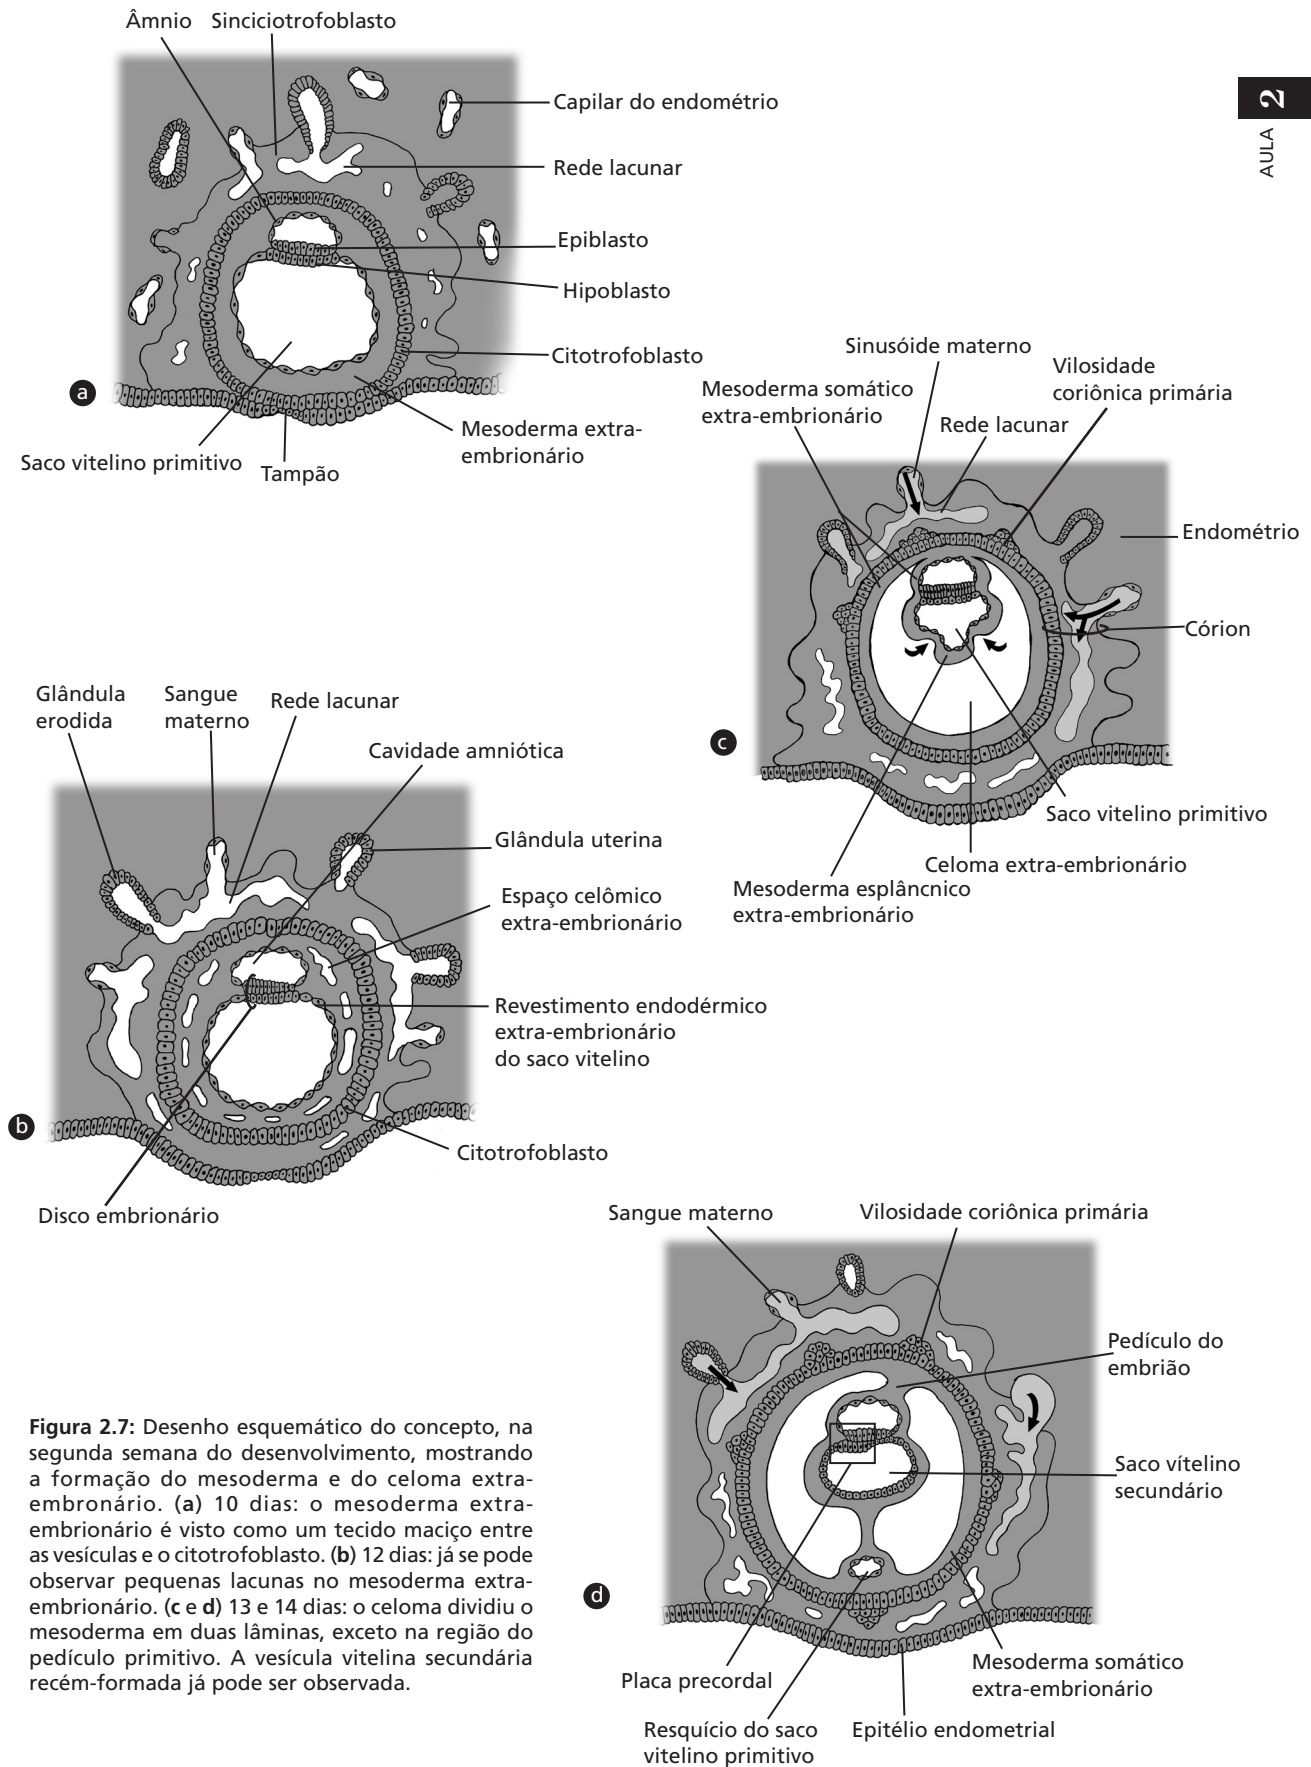 Âmnio
Sinciciotrofoblasto
Capilar do endométrio
Rede lacunar
Epiblasto
Hipoblasto
Citotrofoblasto
Mesoderma extra-
embrionário
Saco vitelino primitivo
Tampão
a
AULA 2
Sinusóide materno
Vilosidade
coriônica primária
Mesoderma somático
extra-embrionário
Rede lacunar
Endométrio
Córion
c
Saco vitelino primitivo
Celoma extra-embrionário
Mesoderma esplâncnico
extra-embrionário
Glândula
erodida
Sangue
materno
Rede lacunar
Cavidade amniótica
Glândula uterina
Espaço celômico
extra-embrionário
Revestimento endodérmico
extra-embrionário
do saco vitelino
b
Citotrofoblasto
Disco embrionário
Sangue materno
Vilosidade coriônica primária
Pedículo do
embrião
Saco vítelino
secundário
d
Placa precordal
Mesoderma somático
extra-embrionário
Resquício do saco
vitelino primitivo
Epitélio endometrial
Figura 2.7: Desenho esquemático do concepto, na
segunda semana do desenvolvimento, mostrando
a formação do mesoderma e do celoma extra-
embronário. (a) 10 dias: o mesoderma extra-
embrionário é visto como um tecido maciço entre
as vesículas e o citotrofoblasto. (b) 12 dias: já se pode
observar pequenas lacunas no mesoderma extra-
embrionário. (c e d) 13 e 14 dias: o celoma dividiu o
mesoderma em duas lâminas, exceto na região do
pedículo primitivo. A vesícula vitelina secundária
recém-formada já pode ser observada.